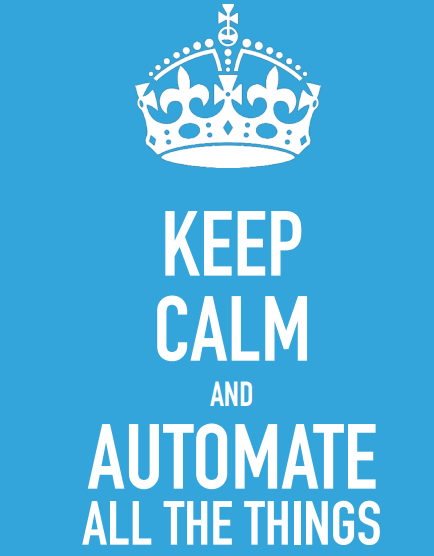 KEEP
CALM
AND
AUTOMATE
ALL THE THINGS